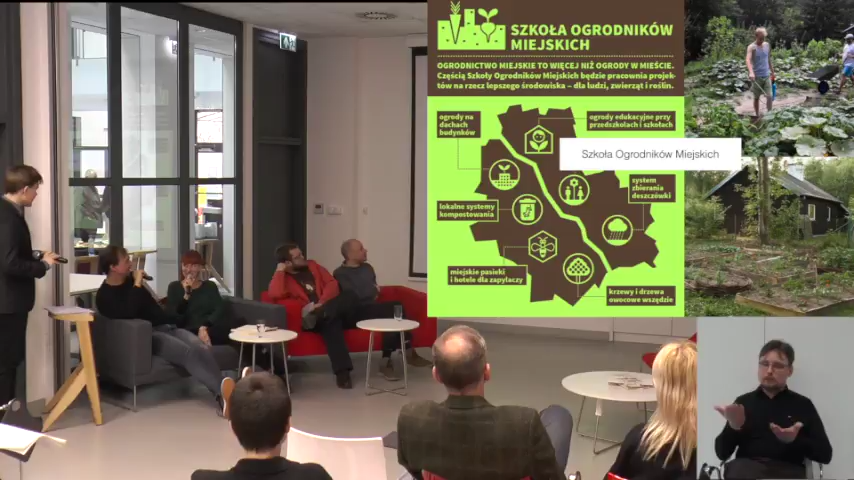 SZKOŁA OGRODNIKÓW
MIEJSKICH
OGRODNICTWO MIEJSKIE TO WIĘCEJ NIŻ OGRODY W MIEŚCIE.
Częścią Szkoły Ogrodników Miejskich będzie pracownia projek-
tów na rzecz lepszego środowiska – dla ludzi, zwierząt i roślin.
ogrody na
dachach
budynków
ogrody edukacyjne przy
przedszkolach i szkołach
Szkoła Ogrodników Miejskich
system
zbierania
deszczówki
lokalne systemy
kompostowania
miejskie pasieki
i hotele dla zapylaczy
krzewy i drzewa
owocowe wszędzie